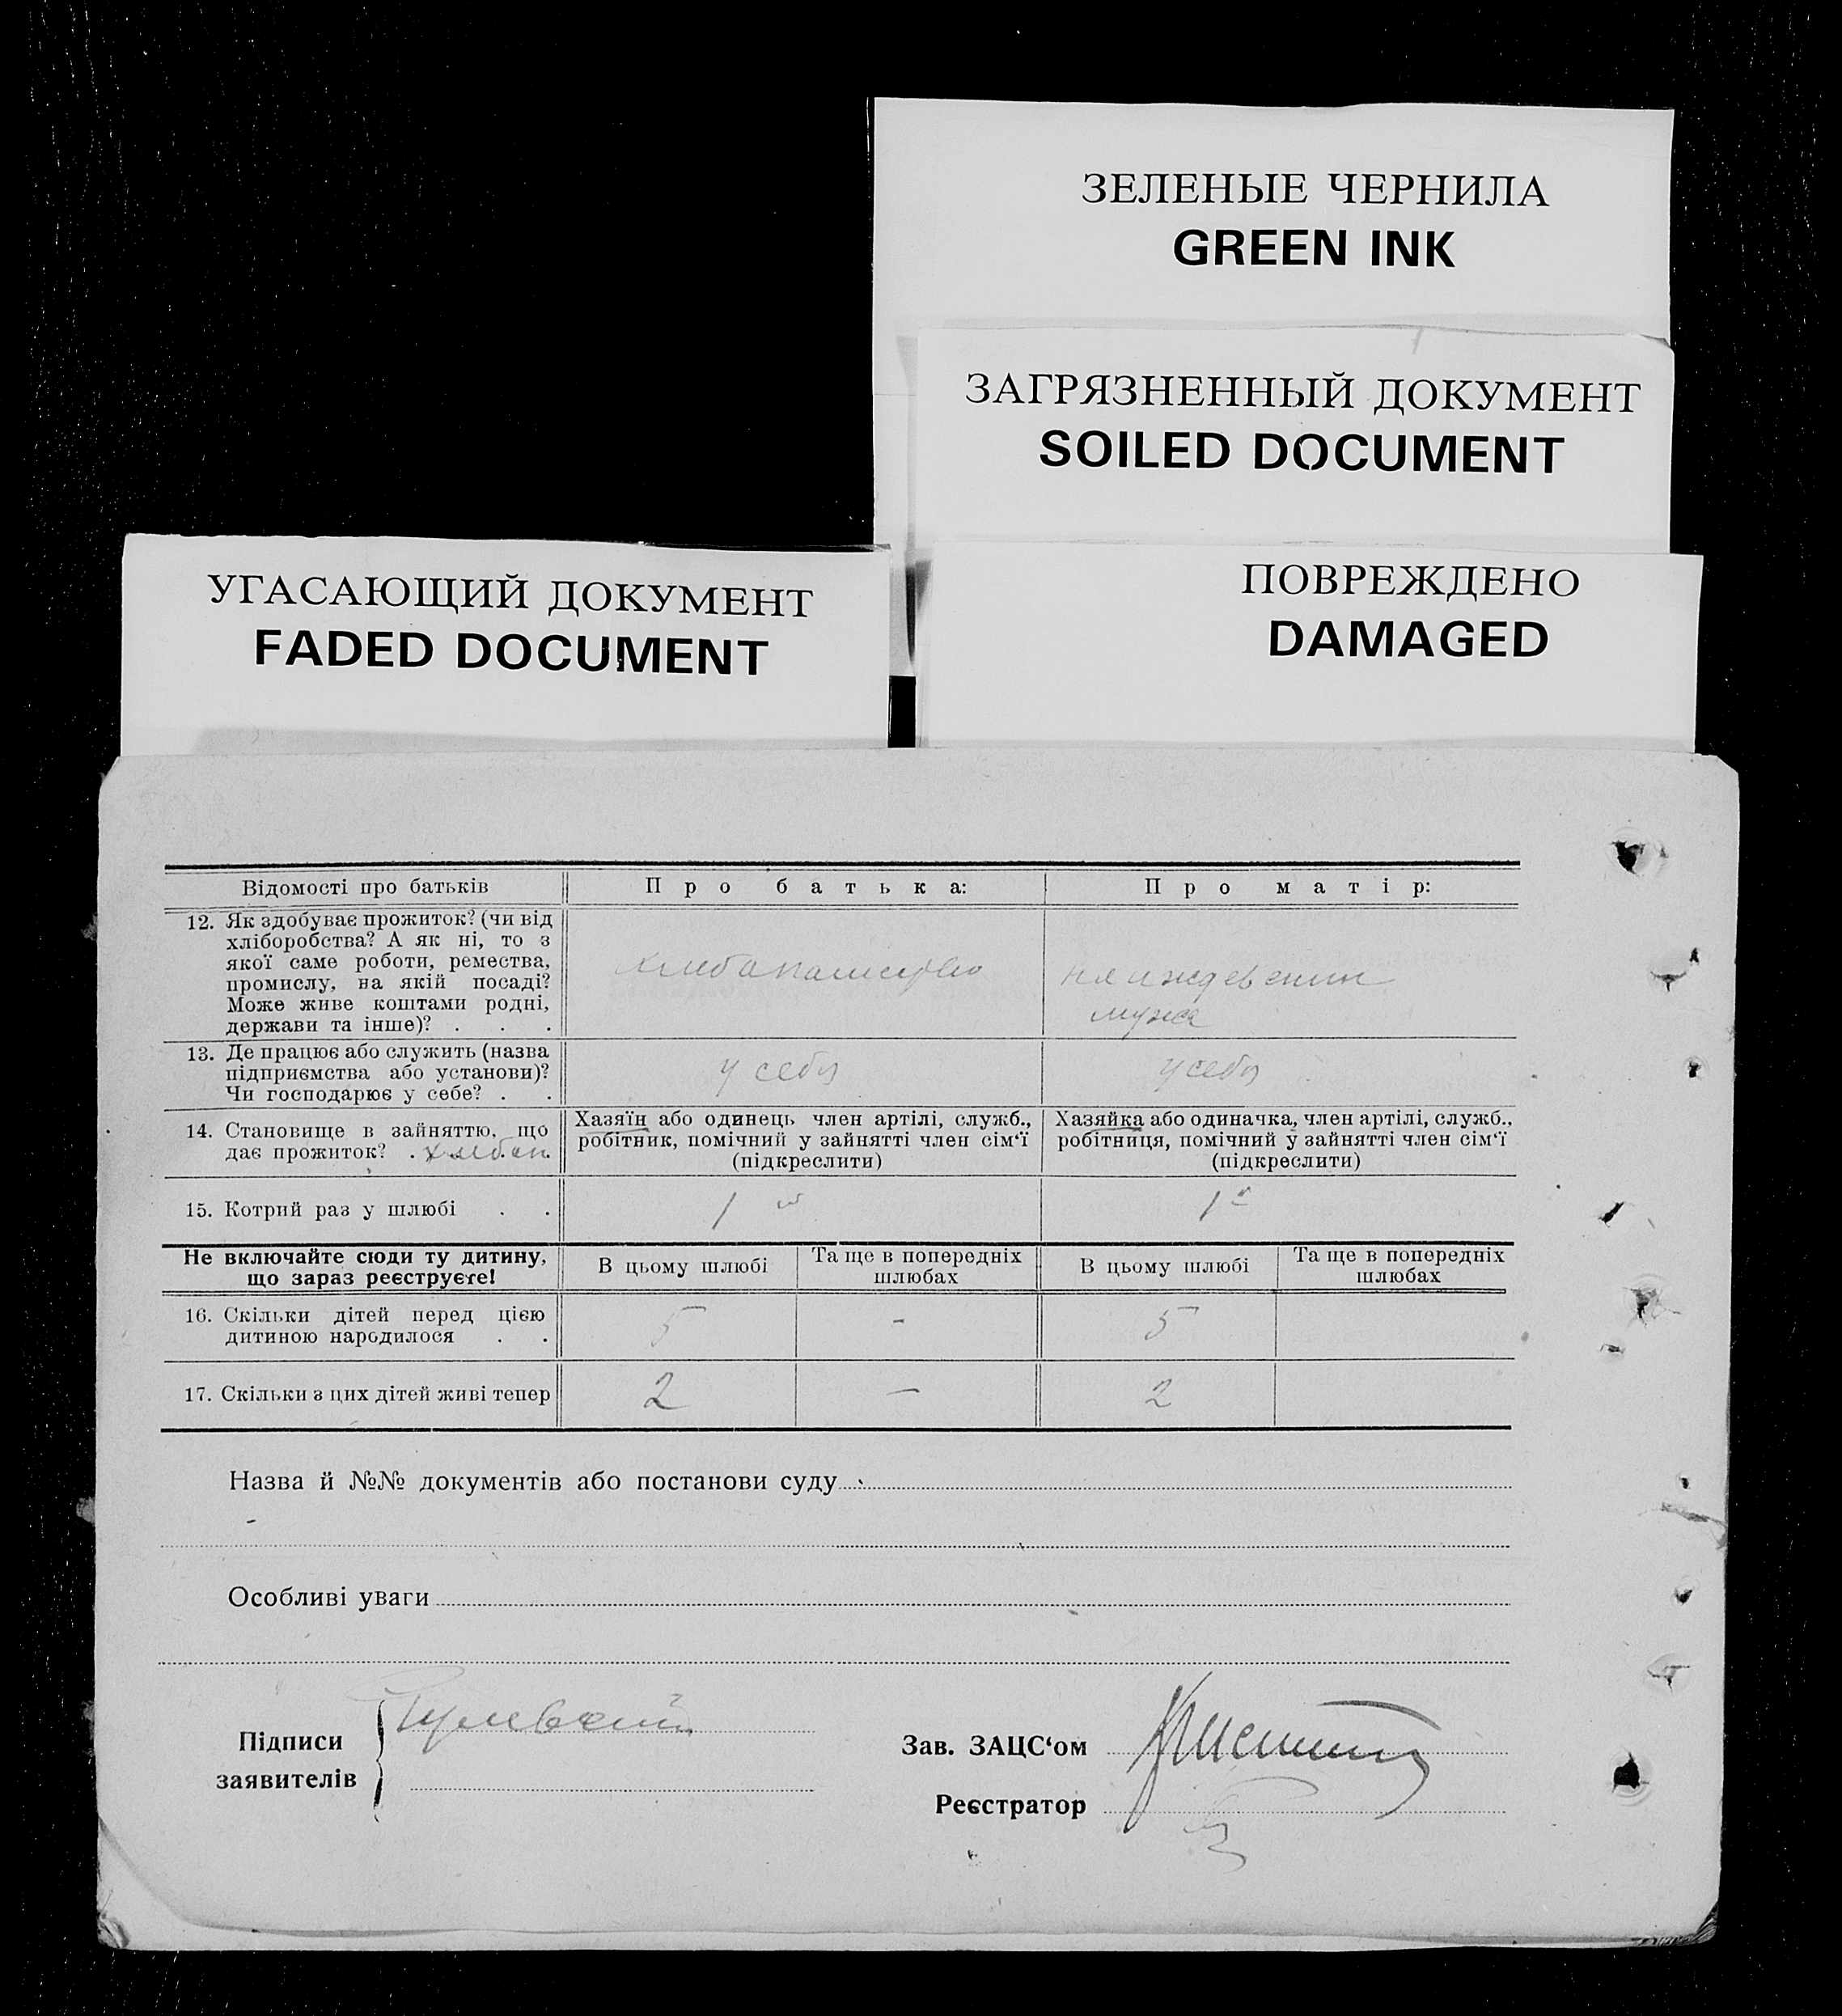 ЗЕЛЕНЫЕ ЧЕРНИЛА
GREEN INK
ЗАГРЯЗНЕННЫЙ ДОКУМЕНТ
SOILED DOCUMENT
УГАСАЮЩИЙ ДОКУМЕНТ
FADED DOCUMENT
ПОВРЕЖДЕНО
DAMAGED
Відомості про батьків
Про батька:
Про матір:
12. Як здобуває прожиток? (чи від
хліборобства? А як ні, то з
якої саме роботи, ремества,
промислу, на якій посаді?
Може живе коштами родні,
держави та інше)? . . .
на иждевении
мужа
13. Де працює або служить (назва
підприємства або установи)?
Чи господарює у себе? . .
у себя
у себя
14. Становище в зайняттю, що
дає прожиток? .
Хазяїн або одинець член артілі, служб.,
робітник, помічний у зайнятті член сім‘ї
(підкреслити)
Хазяйка або одиначка, член артілі, служб.,
робітниця, помічний у зайнятті член сім‘ї
(підкреслити)
15. Котрий раз у шлюбі . .
1й
1й
Не включайте сюди ту дитину,
що зараз реєструєте!
В цьому шлюбі
Та ще в попередніх
шлюбах
В цьому шлюбі
Та ще в попередніх
шлюбах
16. Скільки дітей перед цією
дитиною народилося . .
5
-
5
17. Скільки з цих дітей живі тепер
2
—
2
Назва й №№ документів або постанови суду
Особливі уваги
Підписи
заявителів
Зав. ЗАЦС‘ом
Реєстратор